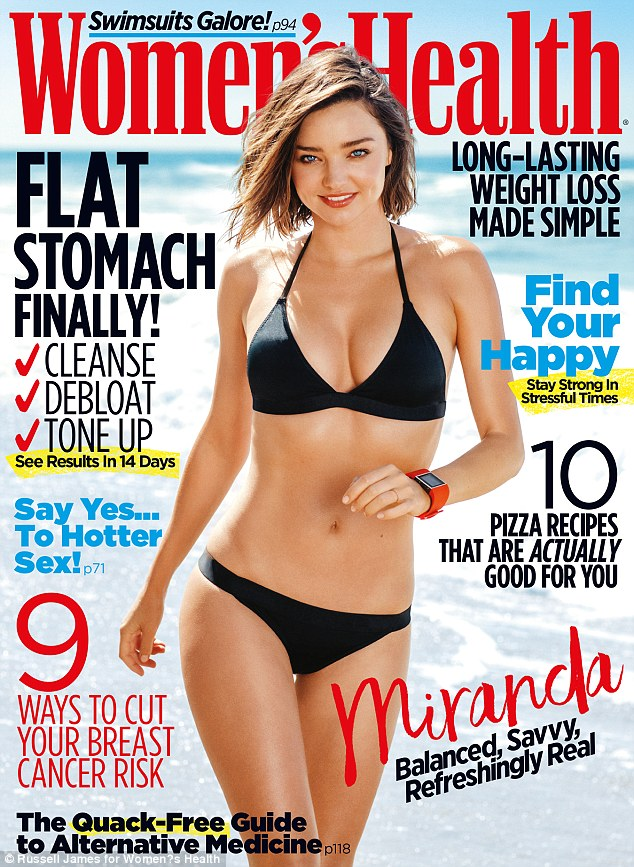 Swimsuits Galore! p94
Women's Health®
FLAT
STOMACH
FINALLY!
✓ CLEANSE
✓ DEBLOAT
✓ TONE UP
See Results In 14 Days
Say Yes...
To Hotter
Sex! p71
9
WAYS TO CUT
YOUR BREAST
CANCER RISK
The Quack-Free Guide
to Alternative Medicine p118
LONG-LASTING
WEIGHT LOSS
MADE SIMPLE
Find
Your
Happy
Stay Strong In
Stressful Times
10
PIZZA RECIPES
THAT ARE ACTUALLY
GOOD FOR YOU
Miranda
Balanced, Savvy,
Refreshingly Real
© Russell James for Women?s Health